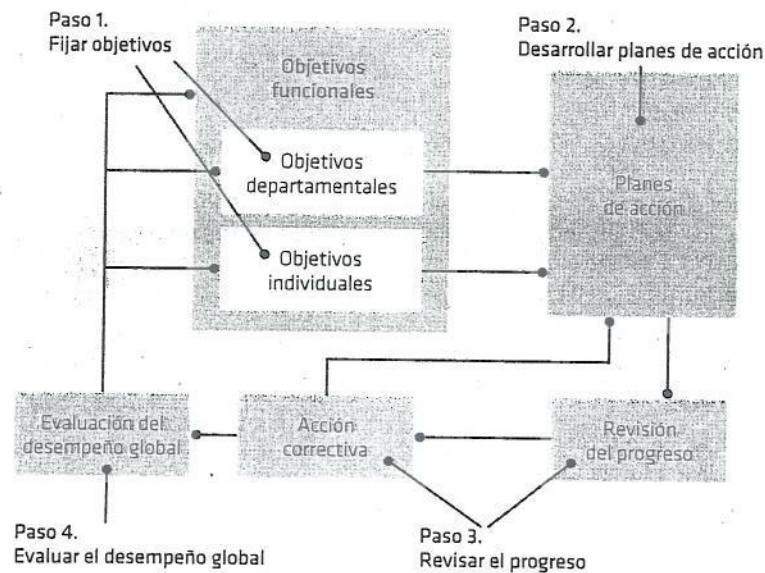 Paso 1.
Fijar objetivos
Paso 2.
Desarrollar planes de acción
Objetivos
funcionales
Objetivos
departamentales
Objetivos
individuales
Planes
de acción
Evaluación del
desempeño global
Acción
correctiva
Revisión
del progreso
Paso 4.
Evaluar el desempeño global
Paso 3.
Revisar el progreso